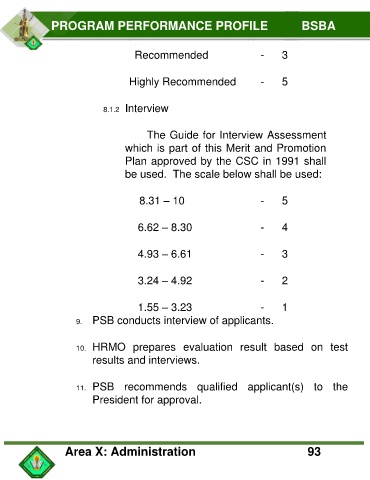 PROGRAM PERFORMANCE PROFILE BSBA
Recommended - 3
Highly Recommended - 5
8.1.2 Interview
The Guide for Interview Assessment
which is part of this Merit and Promotion
Plan approved by the CSC in 1991 shall
be used. The scale below shall be used:
8.31 – 10 - 5
6.62 – 8.30 - 4
4.93 – 6.61 - 3
3.24 – 4.92 - 2
1.55 – 3.23 - 1
9. PSB conducts interview of applicants.
10. HRMO prepares evaluation result based on test
results and interviews.
11. PSB recommends qualified applicant(s) to the
President for approval.
Area X: Administration 93